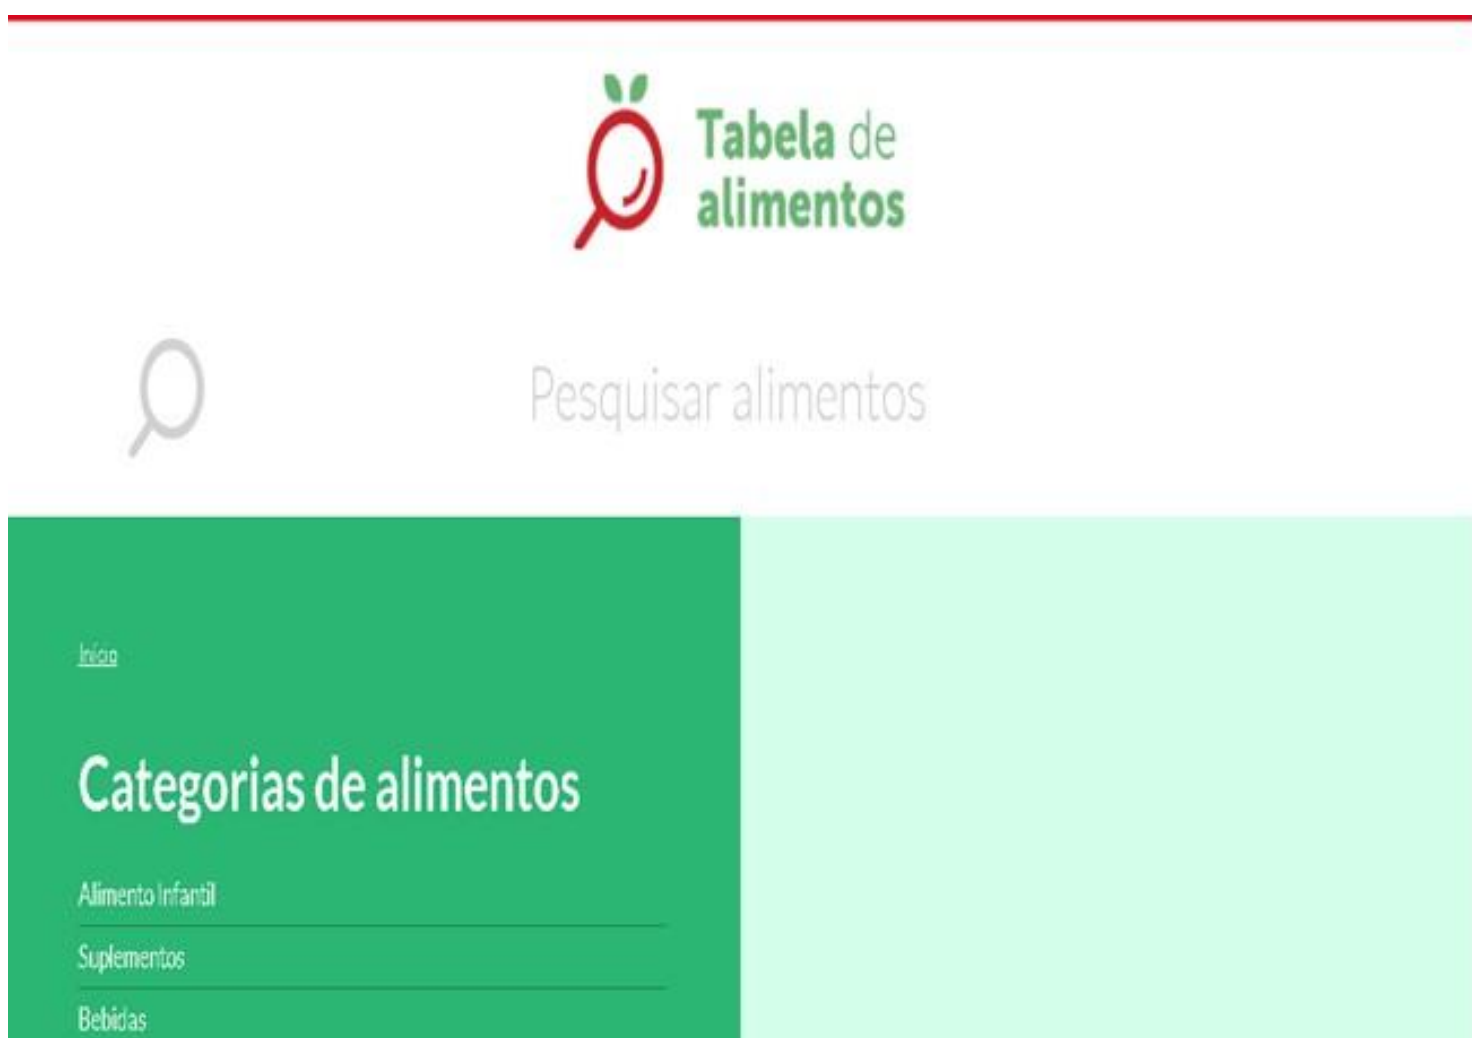 Tabela de
alimentos
Pesquisar alimentos
Início
Categorias de alimentos
Alimento Infantil
Suplementos
Bebidas